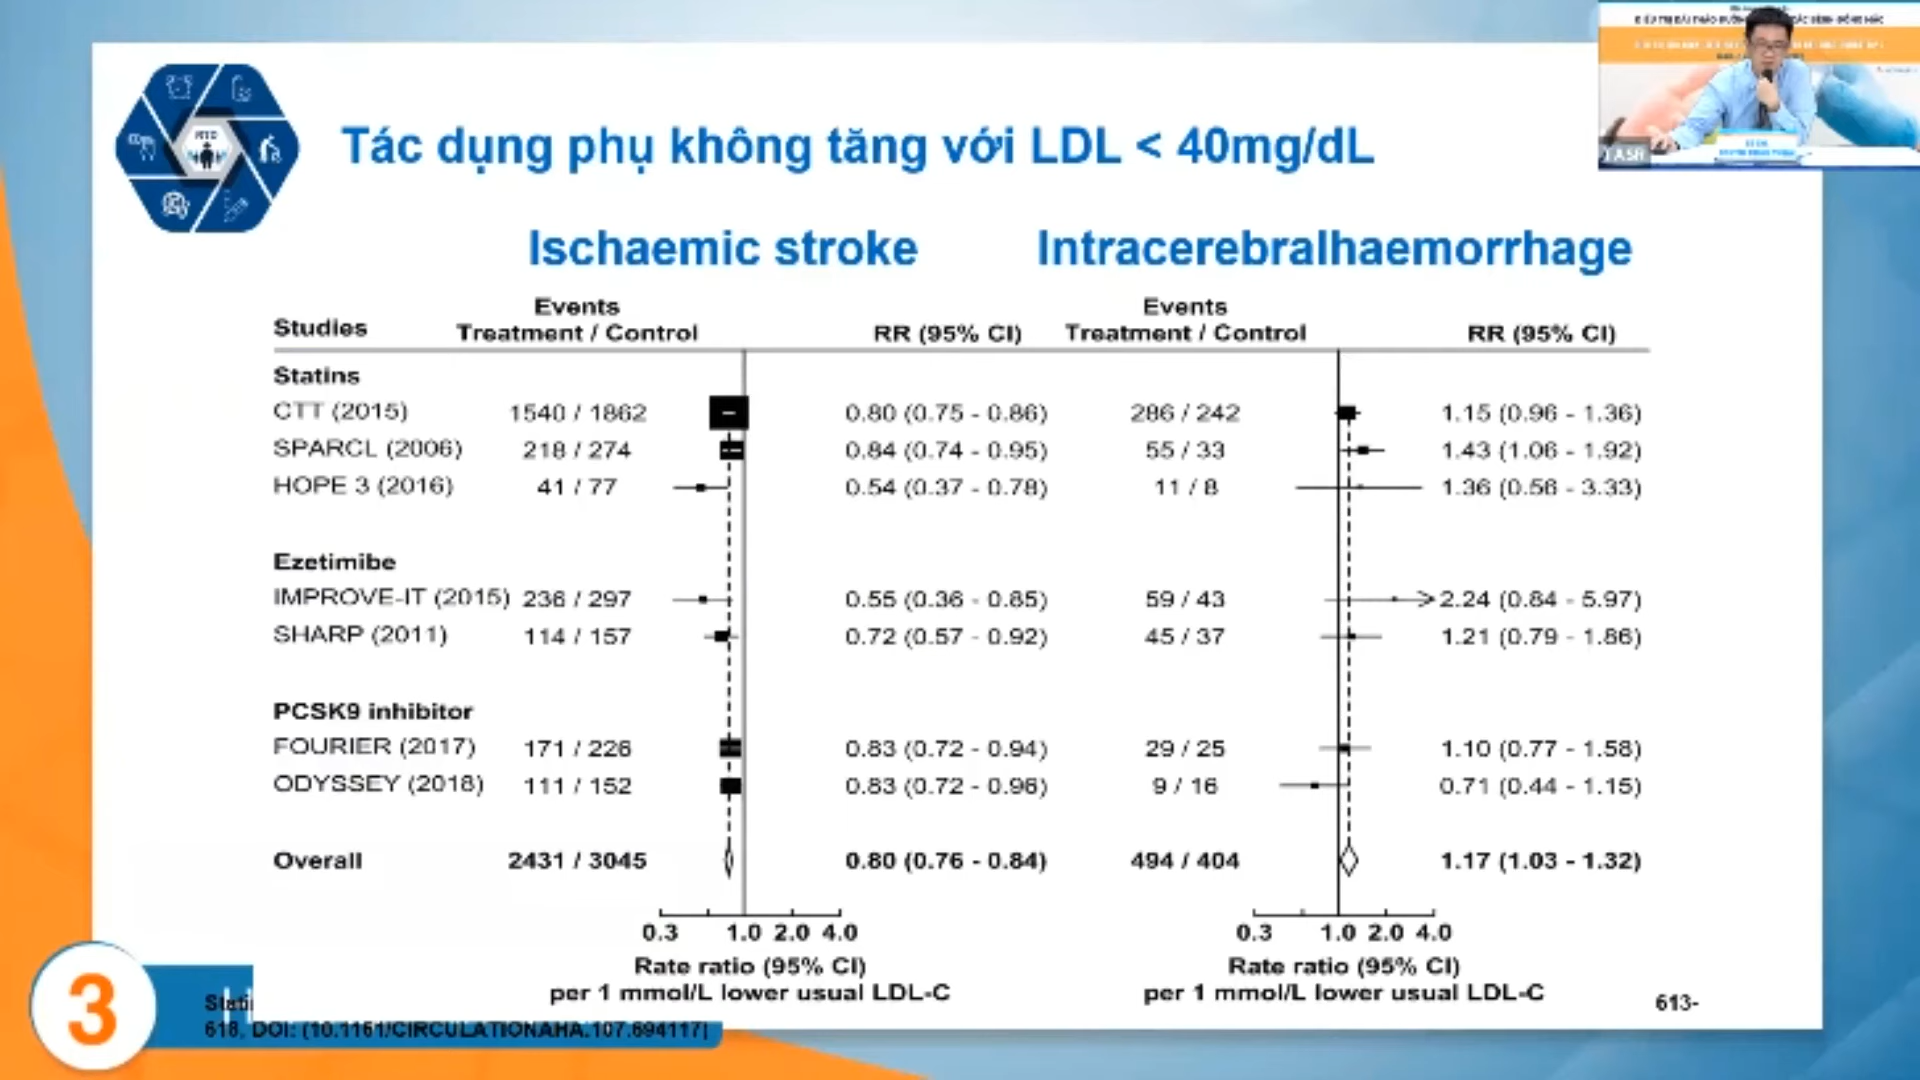 Tác dụng phụ không tăng với LDL < 40mg/dL
Ischaemic stroke Intracerebralhaemorrhage
Events Events
Studies Treatment / Control RR (95% CI) Treatment / Control RR (95% CI)
Statins
CTT (2015) 1540 / 1862 0.80 (0.75 - 0.86) 286 / 242 1.15 (0.96 - 1.36)
SPARCL (2006) 218 / 274 0.84 (0.74 - 0.95) 55 / 33 1.43 (1.06 - 1.92)
HOPE 3 (2016) 41 / 77 0.54 (0.37 - 0.78) 11 / 8 1.36 (0.56 - 3.33)
Ezetimibe
IMPROVE-IT (2015) 236 / 297 0.55 (0.36 - 0.85) 59 / 43 2.24 (0.84 - 5.97)
SHARP (2011) 114 / 157 0.72 (0.57 - 0.92) 45 / 37 1.21 (0.79 - 1.86)
PCSK9 inhibitor
FOURIER (2017) 171 / 226 0.83 (0.72 - 0.94) 29 / 25 1.10 (0.77 - 1.58)
ODYSSEY (2018) 111 / 152 0.83 (0.72 - 0.96) 9 / 16 0.71 (0.44 - 1.15)
Overall 2431 / 3045 0.80 (0.76 - 0.84) 494 / 404 1.17 (1.03 - 1.32)
0.3 1.0 2.0 4.0 0.3 1.0 2.0 4.0
Rate ratio (95% CI) Rate ratio (95% CI)
per 1 mmol/L lower usual LDL-C per 1 mmol/L lower usual LDL-C
3
Stati 613-
618, DOI: (10.1161/CIRCULATIONAHA.107.694117)